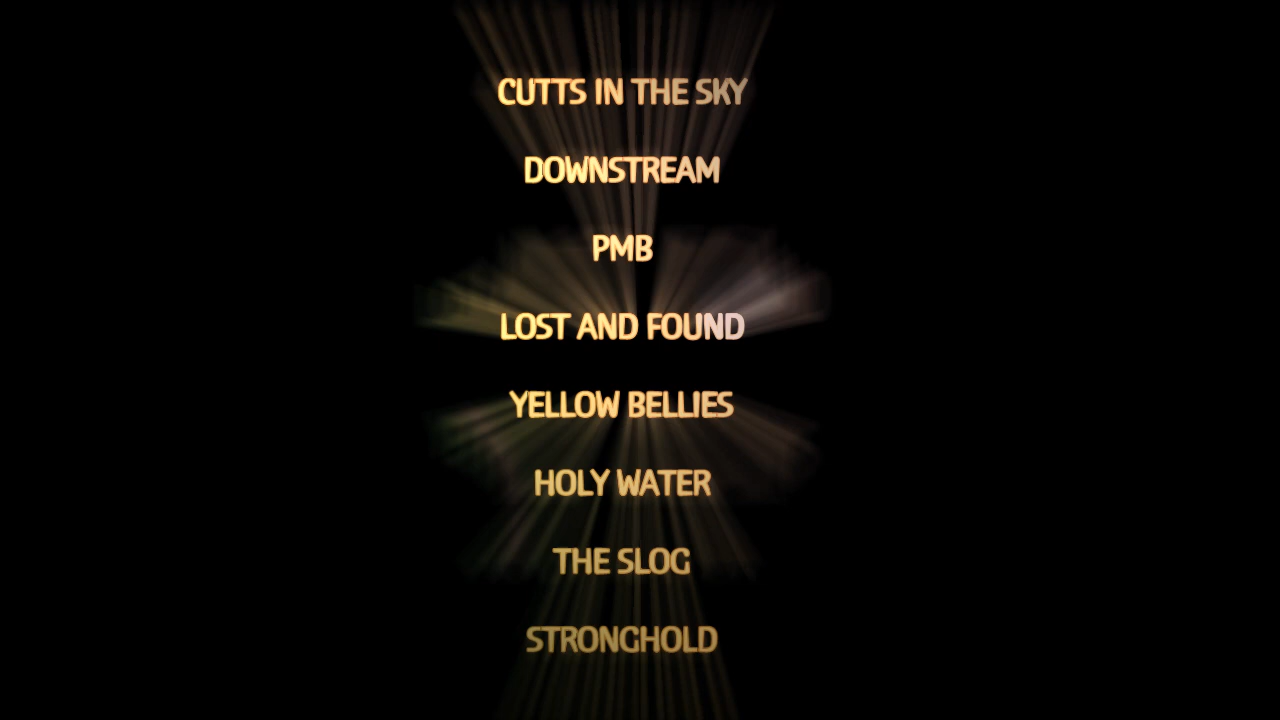 CUTTS IN THE SKY
DOWNSTREAM
PMB
LOST AND FOUND
YELLOW BELLIES
HOLY WATER
THE SLOG
STRONGHOLD